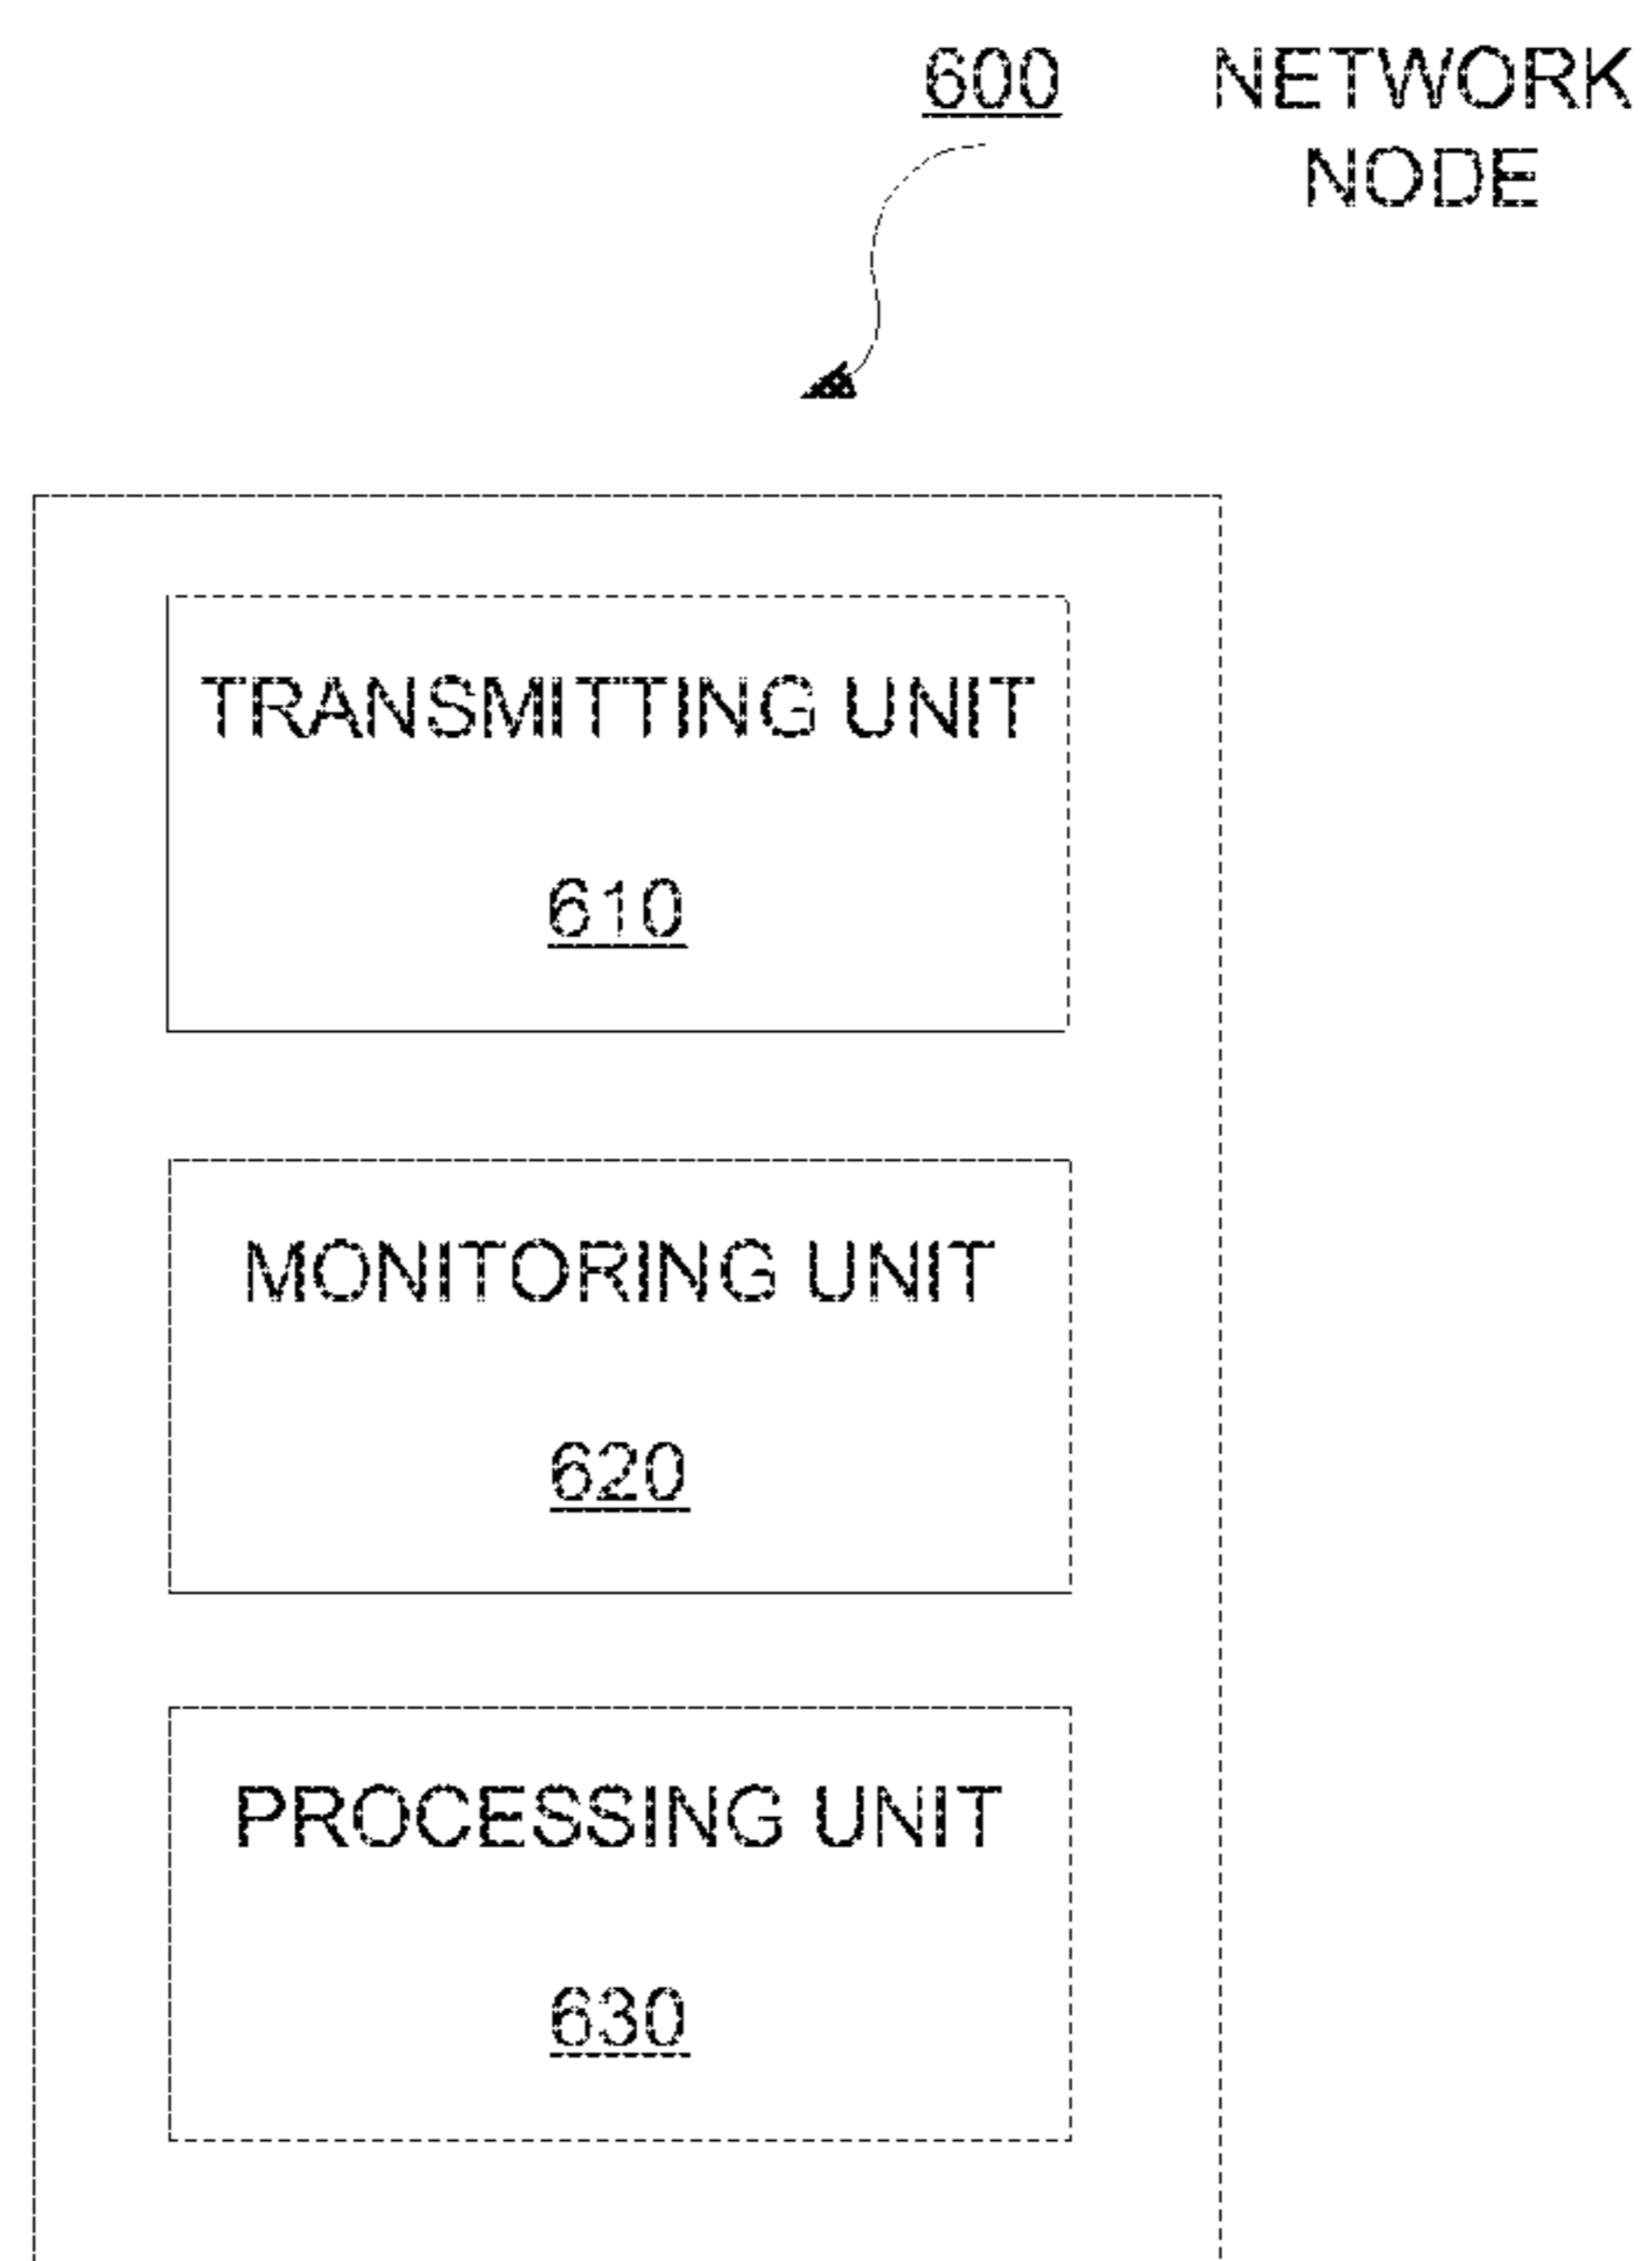 600 NETWORK
NODE
TRANSMITTING UNIT
610
MONITORING UNIT
620
PROCESSING UNIT
630